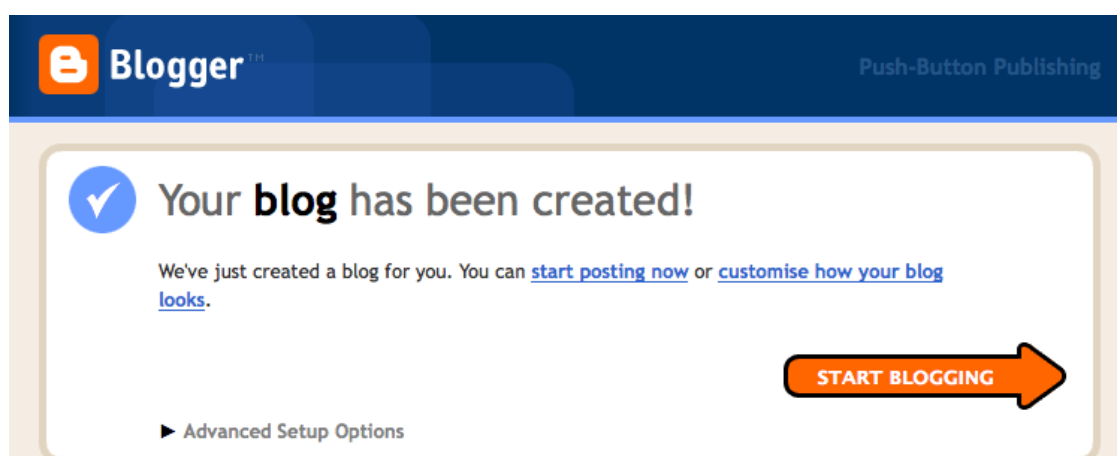 Blogger™
Push-Button Publishing
Your blog has been created!
We've just created a blog for you. You can start posting now or customise how your blog
looks.
START BLOGGING
► Advanced Setup Options